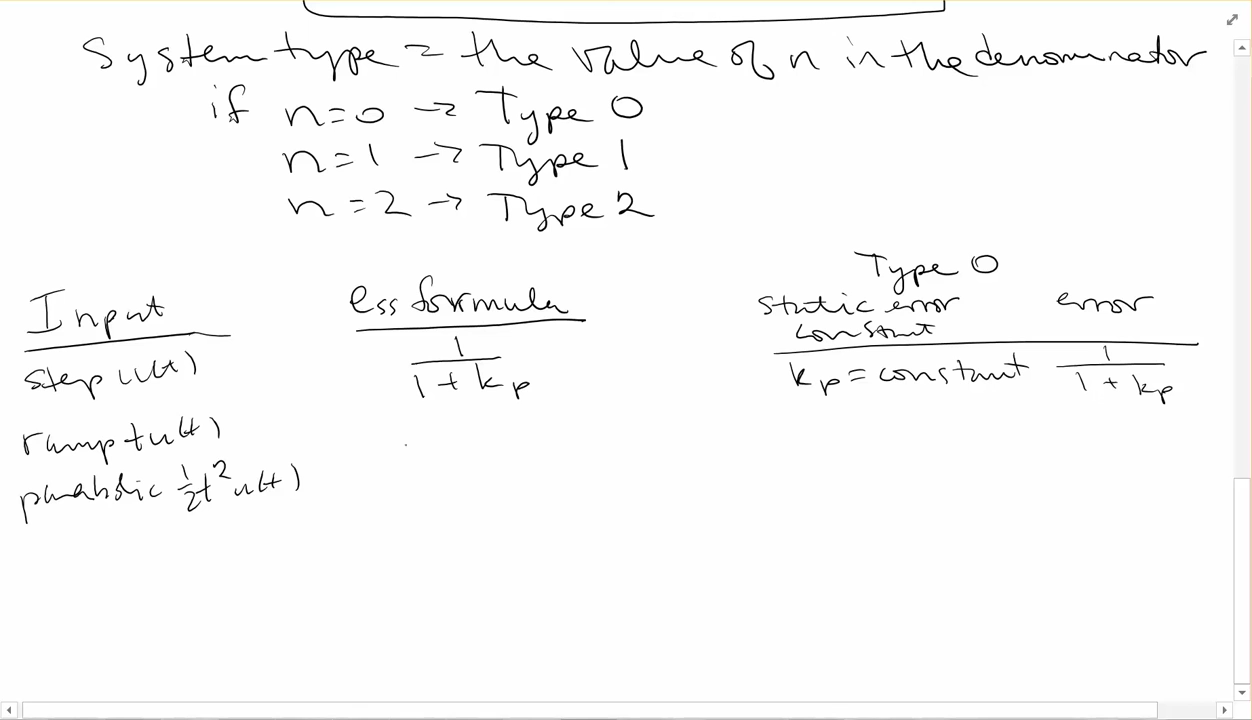 System type = the value of n in the denominator
if n=0 → Type 0
n=1 → Type 1
n=2 → Type 2
Type 0
Input ess formula static error constant error
step u(t) 1/(1 + kp) kp = constant 1/(1 + kp)
ramp tu(t)
parabolic 1/2 t² u(t)